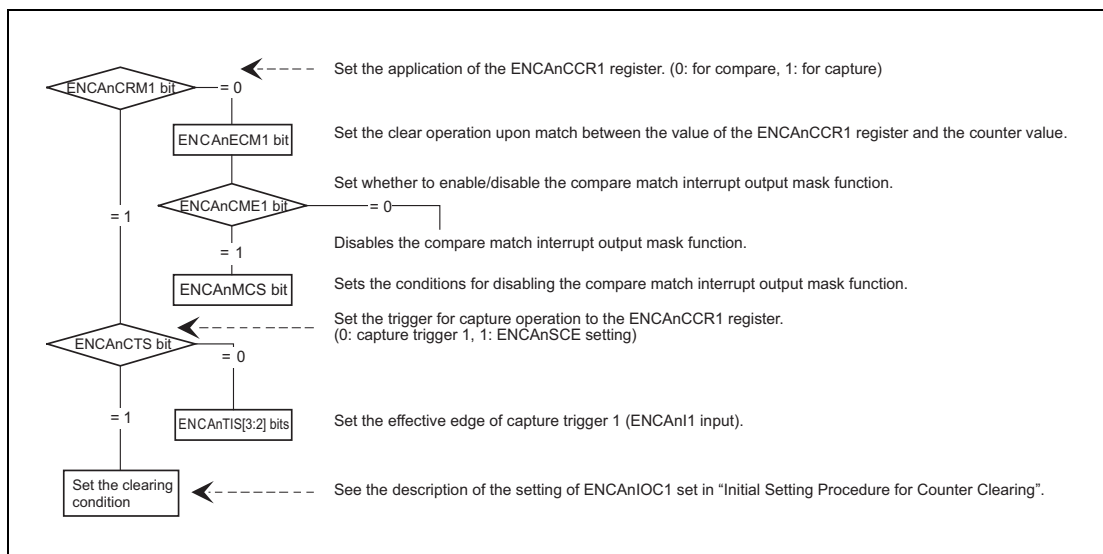 Set the application of the ENCAnCCR1 register. (0: for compare, 1: for capture)
ENCAnCRM1 bit
= 0
ENCAnECM1 bit
Set the clear operation upon match between the value of the ENCAnCCR1 register and the counter value.
Set whether to enable/disable the compare match interrupt output mask function.
ENCAnCME1 bit
= 0
= 1
Disables the compare match interrupt output mask function.
= 1
ENCAnMCS bit
Sets the conditions for disabling the compare match interrupt output mask function.
Set the trigger for capture operation to the ENCAnCCR1 register.
(0: capture trigger 1, 1: ENCAnSCE setting)
ENCAnCTS bit
= 0
= 1
ENCAnTIS[3:2] bits
Set the effective edge of capture trigger 1 (ENCAnI1 input).
Set the clearing
condition
See the description of the setting of ENCAnIOC1 set in “Initial Setting Procedure for Counter Clearing”.